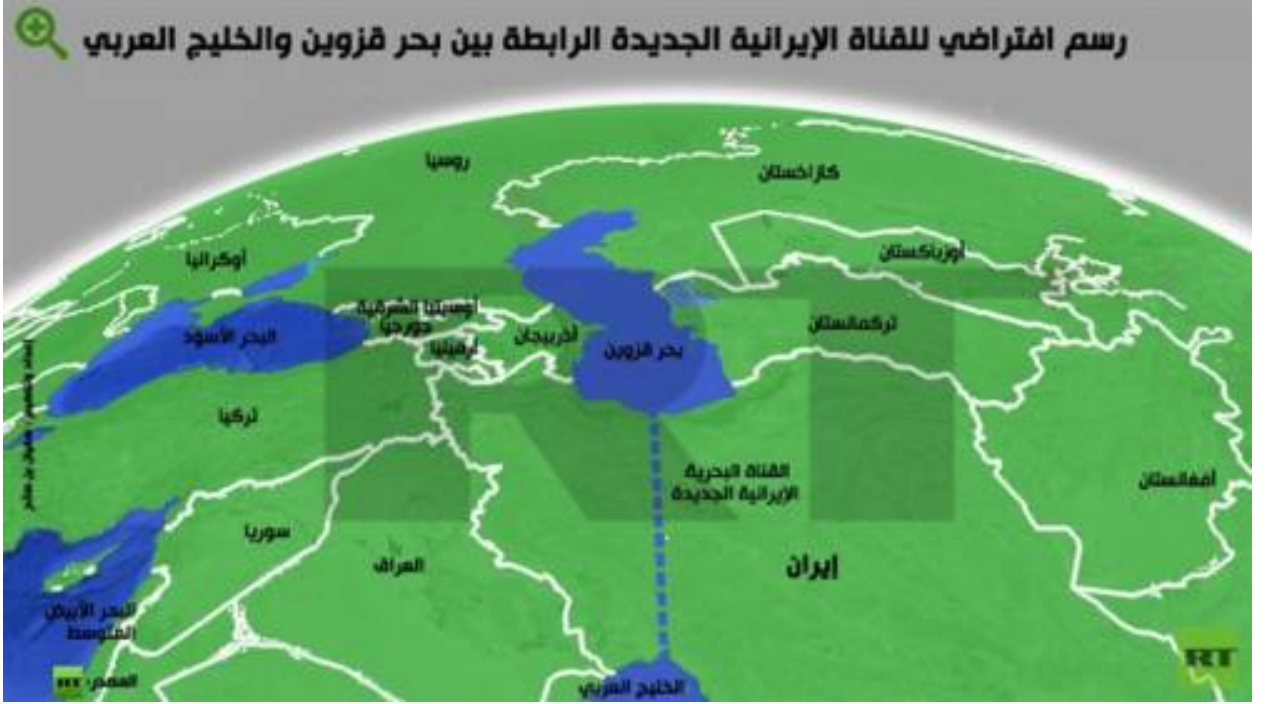 رسم افتراضي للقناة الإيرانية الجديدة الرابطة بين بحر قزوين والخليج العربي
روسيا
كازاخستان
أوكرانيا
أوزباكستان
أوسيتيا الشرقية
جورجيا
تركمانستان
البحر الأسود
أذربيجان
أرمينيا
بحر قزوين
تركيا
القناة البحرية
الإيرانية الجديدة
أفغانستان
سوريا
العراق
إيران
البحر الأبيض
المتوسط
RT
المصدر: RT
الخليج العربي
RT